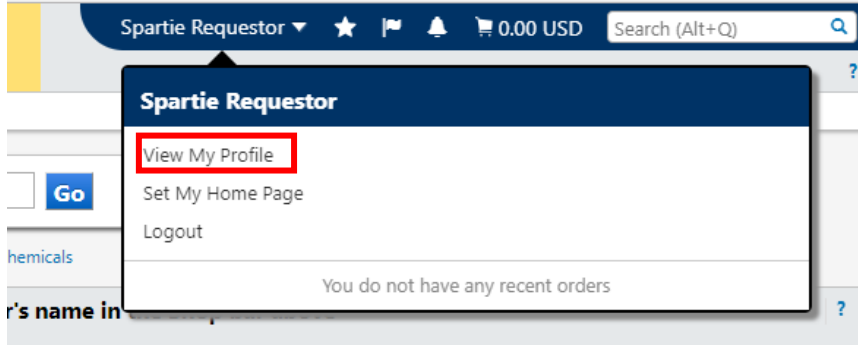 Spartie Requestor 0.00 USD Search (Alt+Q)
?
Spartie Requestor
View My Profile
Go
Set My Home Page
Logout
hemicals
You do not have any recent orders
r's name in ?